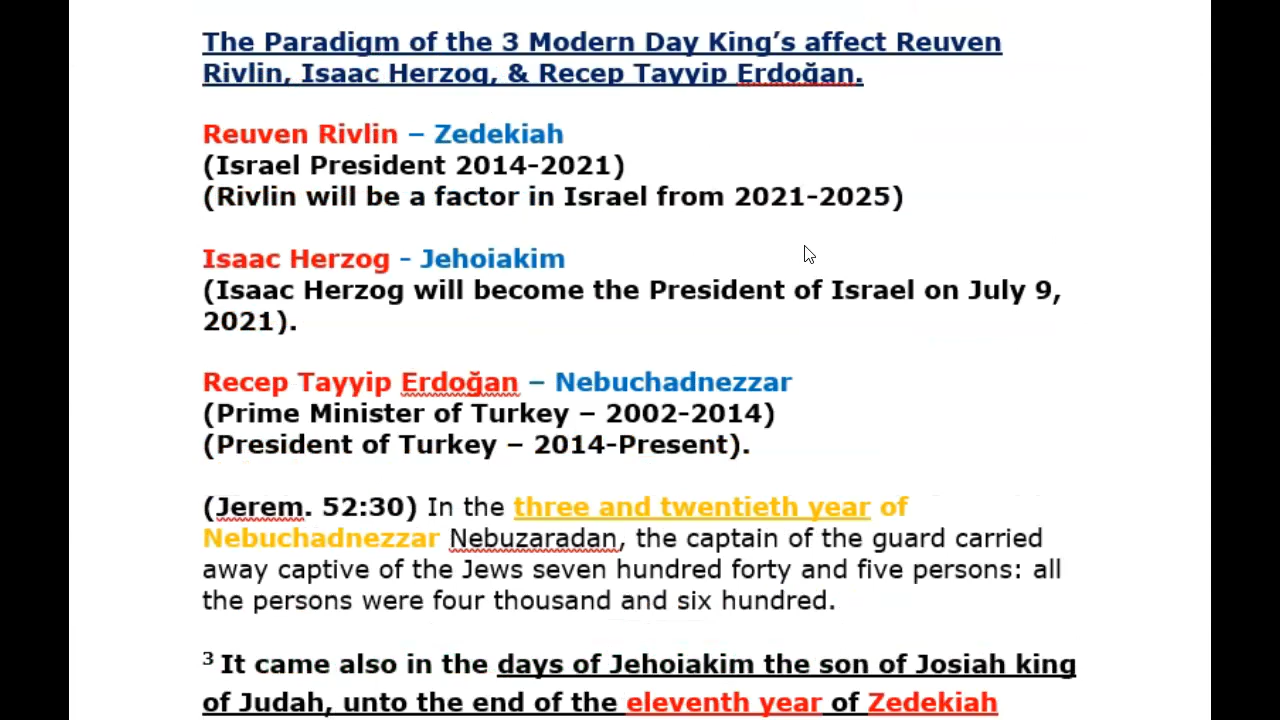 The Paradigm of the 3 Modern Day King's affect Reuven
Rivlin, Isaac Herzog, & Recep Tayyip Erdoğan.
Reuven Rivlin – Zedekiah
(Israel President 2014-2021)
(Rivlin will be a factor in Israel from 2021-2025)
Isaac Herzog - Jehoiakim
(Isaac Herzog will become the President of Israel on July 9,
2021).
Recep Tayyip Erdoğan – Nebuchadnezzar
(Prime Minister of Turkey – 2002-2014)
(President of Turkey – 2014-Present).
(Jerem. 52:30) In the three and twentieth year of
Nebuchadnezzar Nebuzaradan, the captain of the guard carried
away captive of the Jews seven hundred forty and five persons: all
the persons were four thousand and six hundred.
3 It came also in the days of Jehoiakim the son of Josiah king
of Judah, unto the end of the eleventh year of Zedekiah